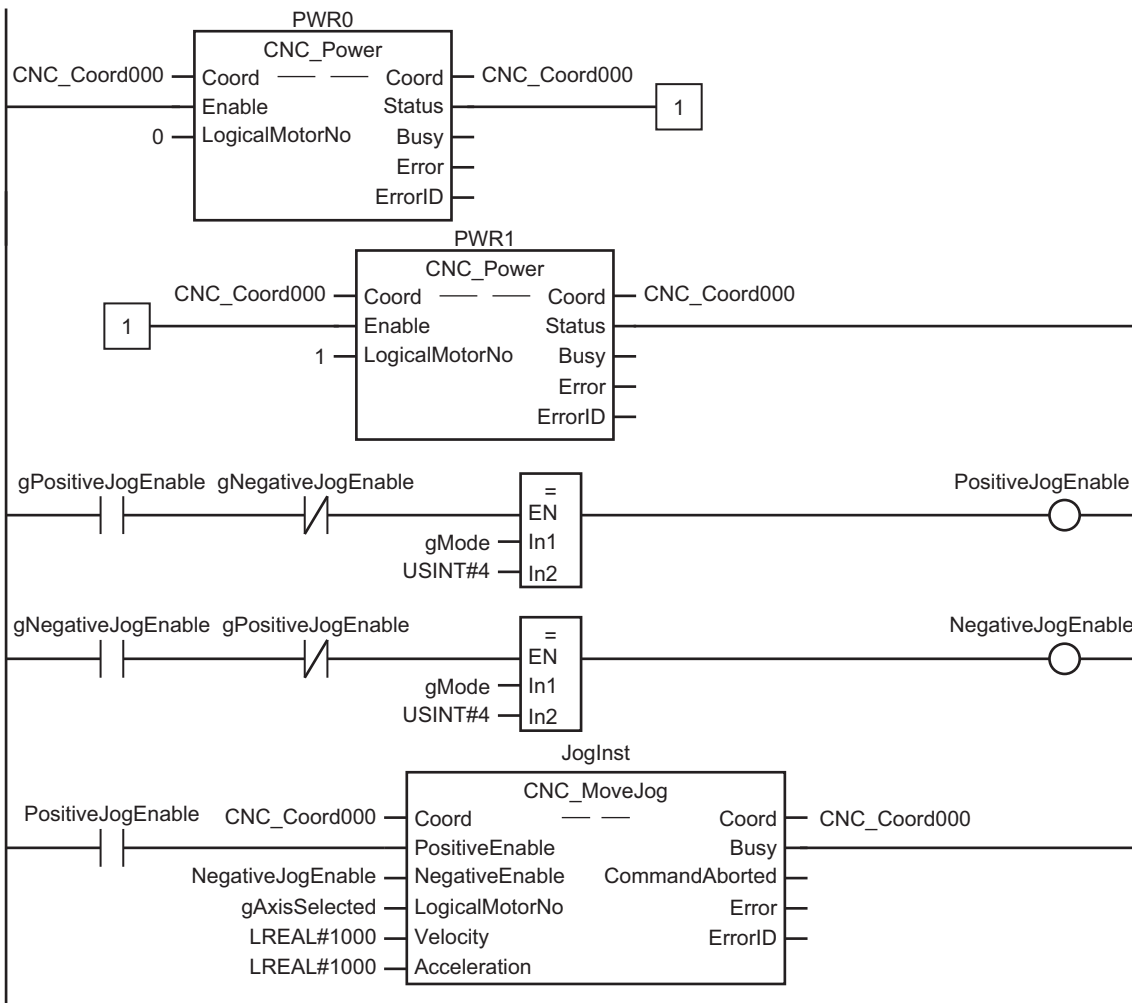 PWR0
CNC_Power
CNC_Coord000 Coord Coord CNC_Coord000
Enable Status 1
0 LogicalMotorNo Busy
Error
ErrorID
PWR1
CNC_Power
CNC_Coord000 Coord Coord CNC_Coord000
1 Enable Status
1 LogicalMotorNo Busy
Error
ErrorID
gPositiveJogEnable gNegativeJogEnable = PositiveJogEnable
EN
gMode In1
USINT#4 In2
gNegativeJogEnable gPositiveJogEnable = NegativeJogEnable
EN
gMode In1
USINT#4 In2
JogInst
CNC_MoveJog
PositiveJogEnable CNC_Coord000 Coord Coord CNC_Coord000
PositiveEnable Busy
NegativeJogEnable NegativeEnable CommandAborted
gAxisSelected LogicalMotorNo Error
LREAL#1000 Velocity ErrorID
LREAL#1000 Acceleration